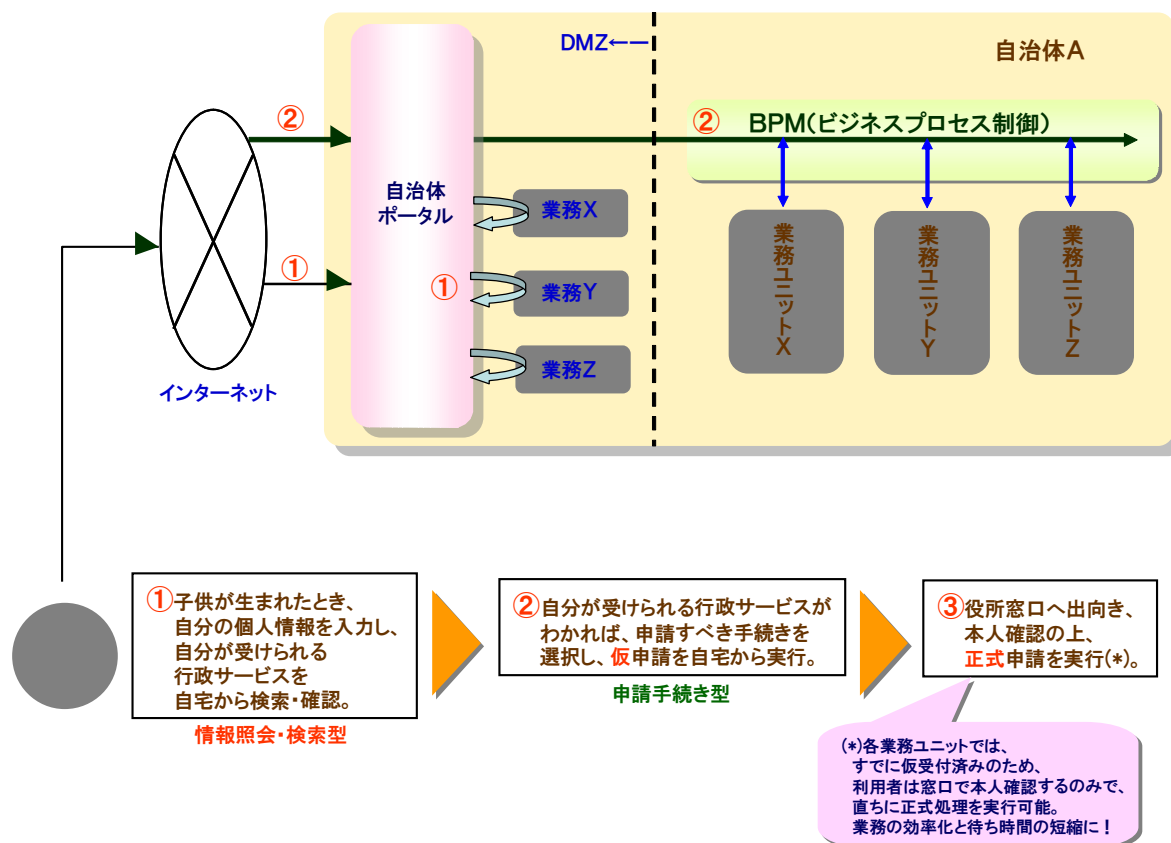 DMZ←―
自治体A
②
②
BPM(ビジネスプロセス制御)
自治体
ポータル
業務X
業務ユニットX
業務ユニットY
業務ユニットZ
①
①
業務Y
業務Z
インターネット
①子供が生まれたとき、
自分の個人情報を入力し、
自分が受けられる
行政サービスを
自宅から検索・確認。
情報照会・検索型
②自分が受けられる行政サービスが
わかれば、申請すべき手続きを
選択し、仮申請を自宅から実行。
申請手続き型
③役所窓口へ出向き、
本人確認の上、
正式申請を実行(*)。
(*)各業務ユニットでは、
すでに仮受付済みのため、
利用者は窓口で本人確認するのみで、
直ちに正式処理を実行可能。
業務の効率化と待ち時間の短縮に！